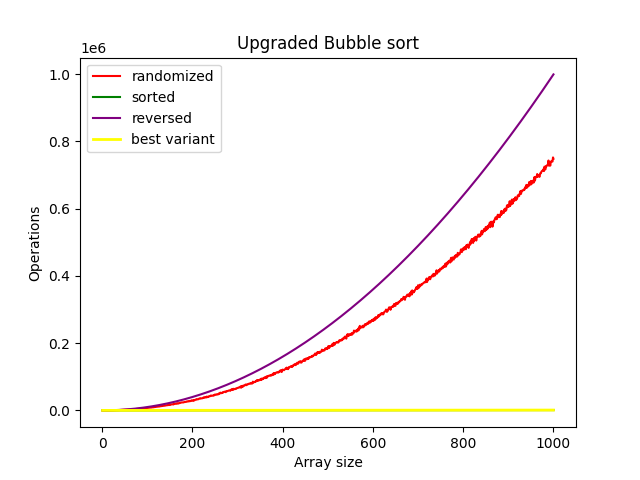 Upgraded Bubble sort
1e6
randomized
sorted
reversed
best variant
1.0
0.8
0.6
0.4
0.2
0.0
Operations
0 200 400 600 800 1000
Array size